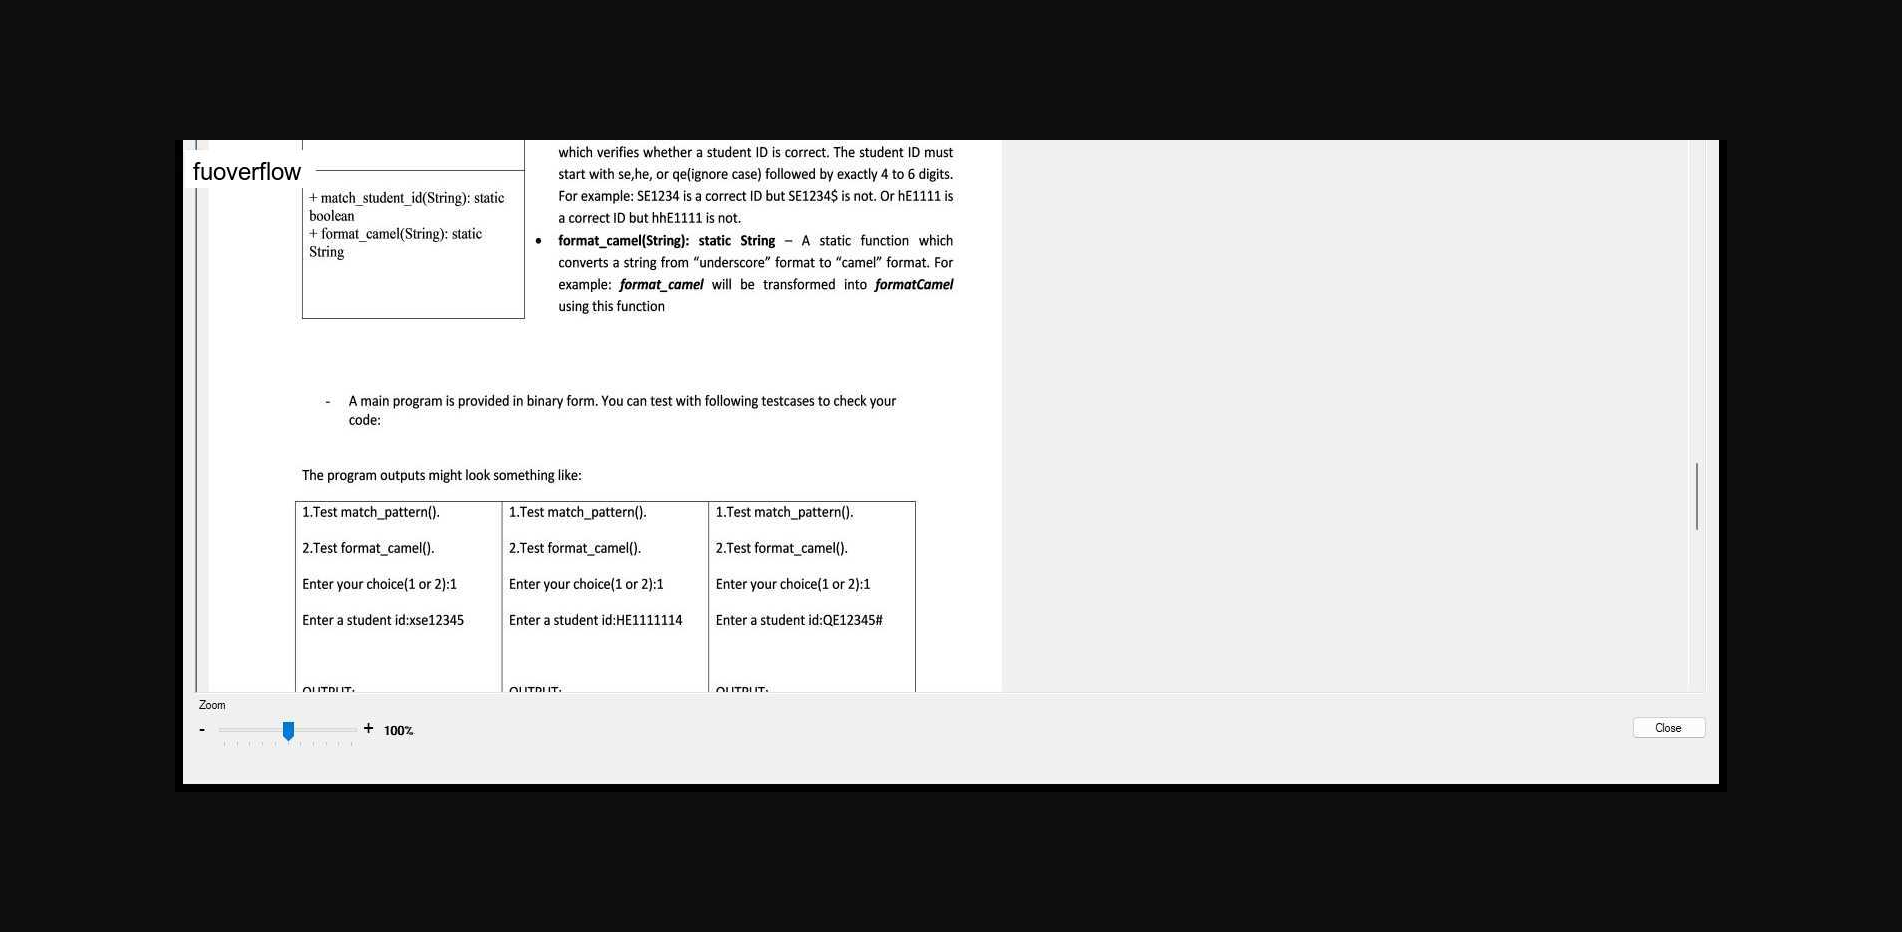 fuoverflow
+ match_student_id(String): static
boolean
+ format_camel(String): static
String
which verifies whether a student ID is correct. The student ID must
start with se,he, or qe(ignore case) followed by exactly 4 to 6 digits.
For example: SE1234 is a correct ID but SE1234$ is not. Or hE1111 is
a correct ID but hhE1111 is not.
• format_camel(String): static String – A static function which
converts a string from “underscore” format to “camel” format. For
example: format_camel will be transformed into formatCamel
using this function
- A main program is provided in binary form. You can test with following testcases to check your
code:
The program outputs might look something like:
1.Test match_pattern().
2.Test format_camel().
Enter your choice(1 or 2):1
Enter a student id:xse12345
OUTPUT:
1.Test match_pattern().
2.Test format_camel().
Enter your choice(1 or 2):1
Enter a student id:HE1111114
OUTPUT:
1.Test match_pattern().
2.Test format_camel().
Enter your choice(1 or 2):1
Enter a student id:QE12345#
OUTPUT:
Zoom
- + 100%
Close